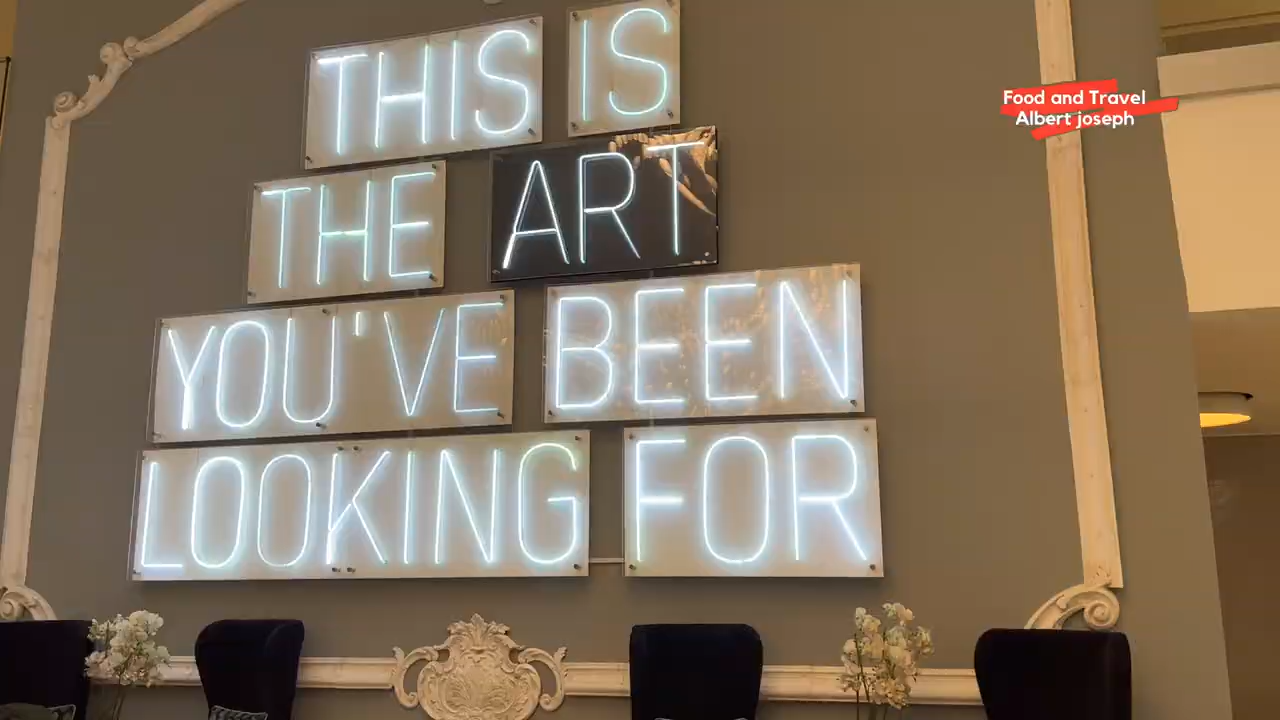 THIS IS
THE ART
YOU'VE BEEN
LOOKING FOR
Food and Travel
Albert joseph